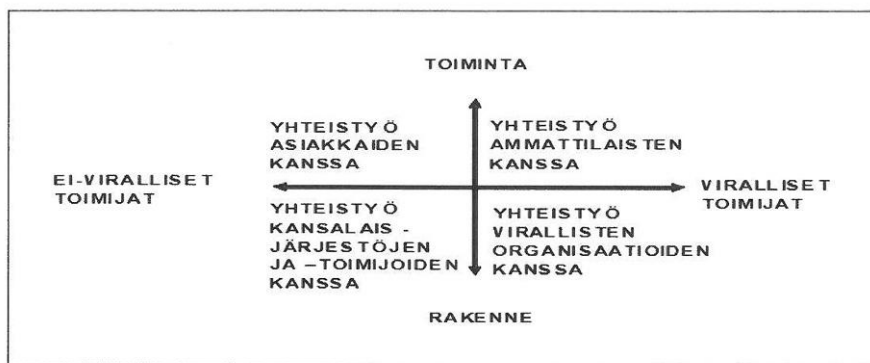 TOIMINTA
YHTEISTYÖ
ASIAKKAIDEN
KANSSA
YHTEISTYÖ
AMMATTILAISTEN
KANSSA
EI-VIRALLISET
TOIMIJAT
VIRALLISET
TOIMIJAT
YHTEISTYÖ
KANSALAIS -
JÄRJESTÖJEN
JA –TOIMIJOIDEN
KANSSA
YHTEISTYÖ
VIRALLISTEN
ORGANISAATIOIDEN
KANSSA
RAKENNE